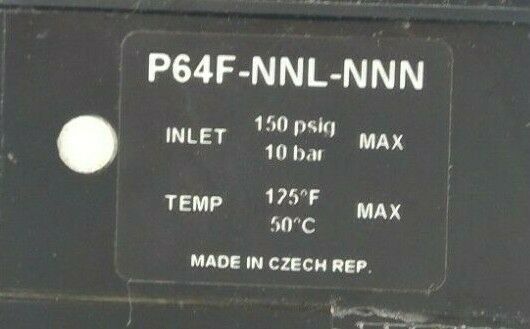 P64F-NNL-NNN
INLET 150 psig 10 bar MAX
TEMP 125°F 50°C MAX
MADE IN CZECH REP.